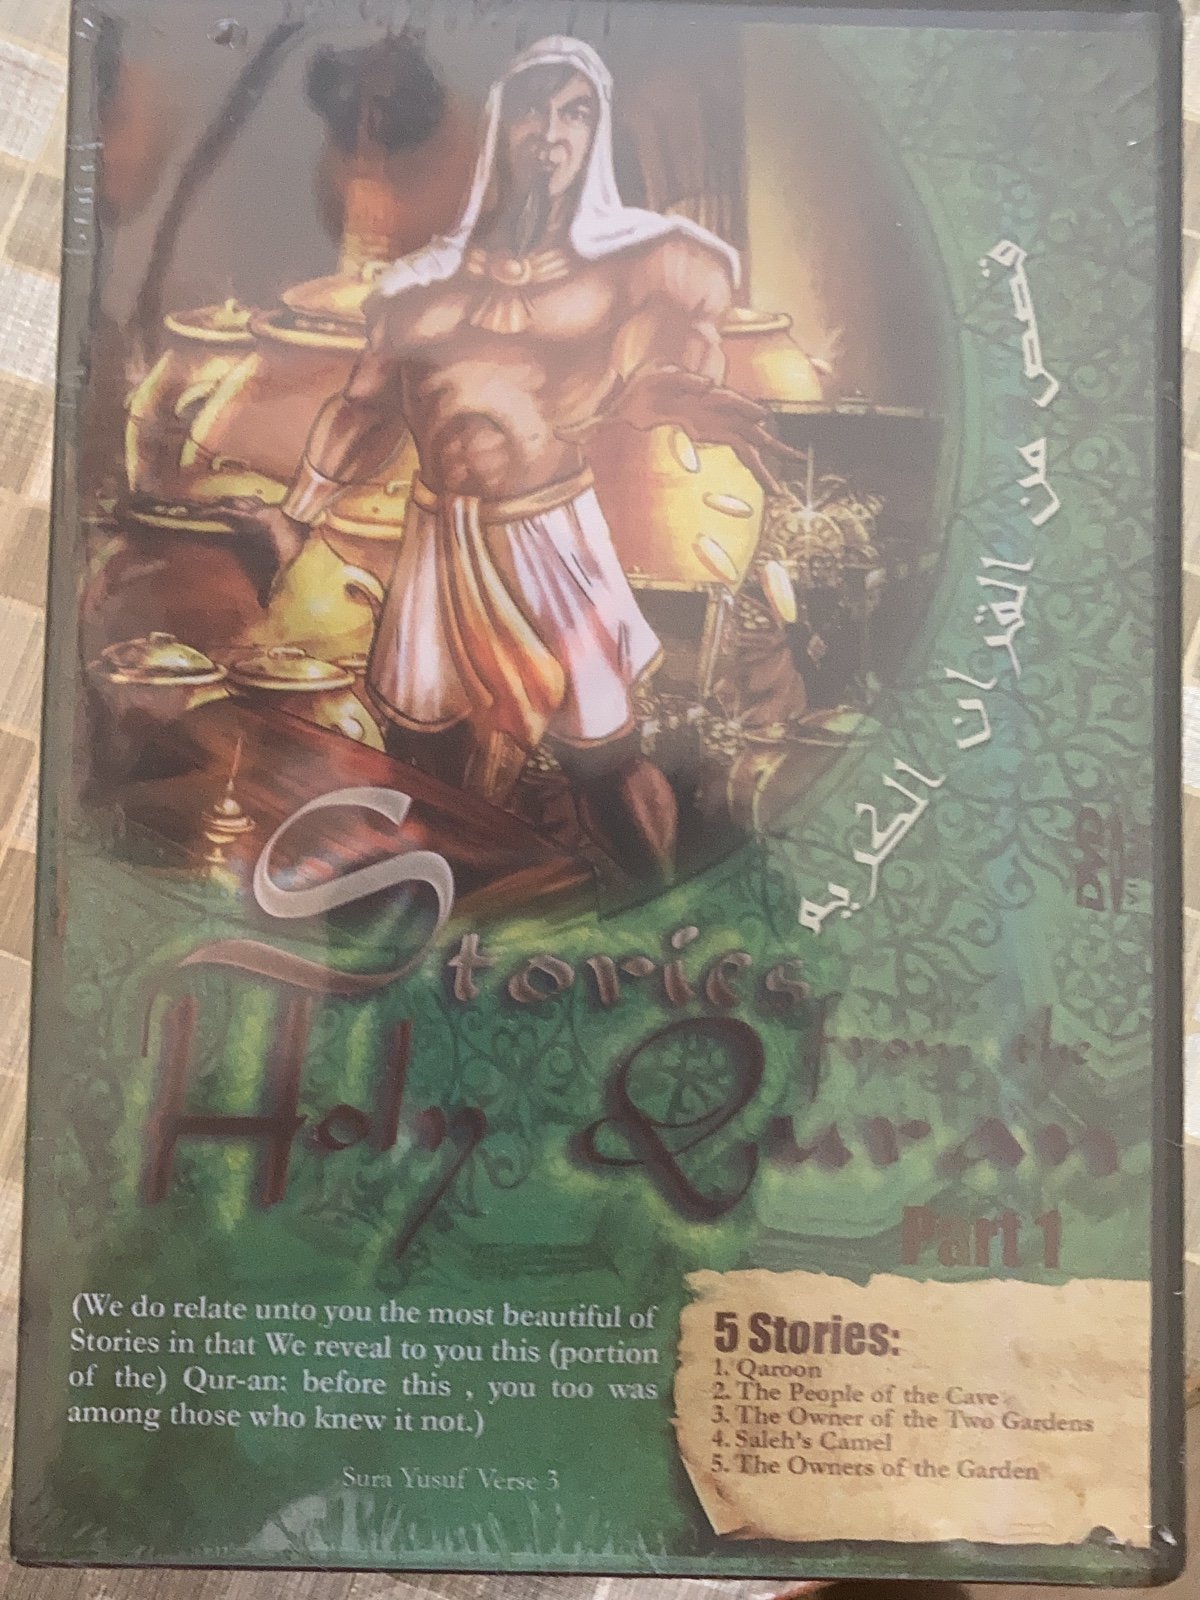 قصص من القرآن الكريم
DVD
Stories
from the
Holy Quran
Part 1
(We do relate unto you the most beautiful of
Stories in that We reveal to you this (portion
of the) Qur-an: before this , you too was
among those who knew it not.)
Sura Yusuf Verse 3
5 Stories:
1. Qaroon
2. The People of the Cave
3. The Owner of the Two Gardens
4. Saleh's Camel
5. The Owners of the Garden